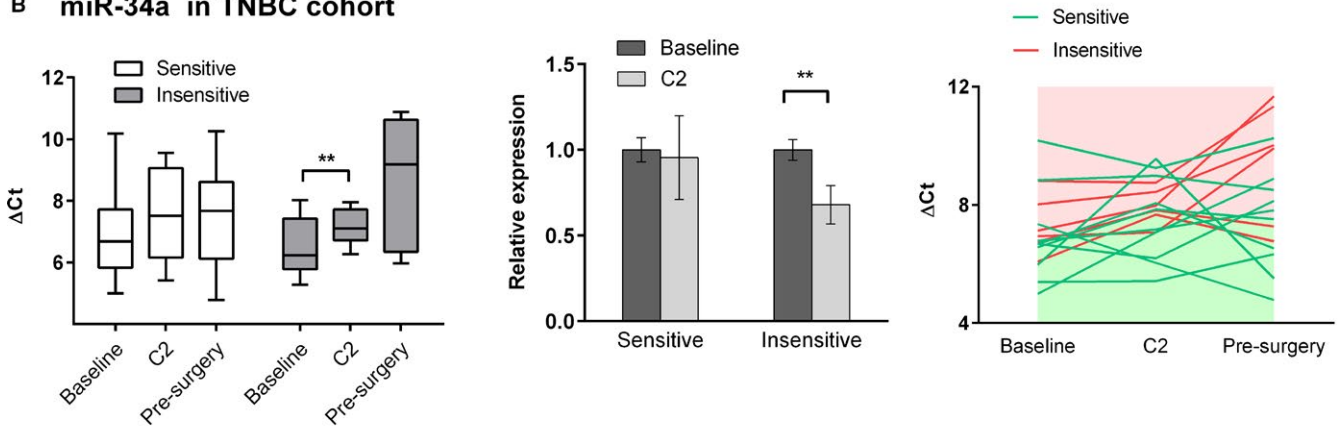 B miR-34a in TNBC cohort
Sensitive
Insensitive
12
10
8
6
ΔCt
**
Baseline
C2
Pre-surgery
Baseline
C2
Pre-surgery
Baseline
C2
1.5
1.0
0.5
0.0
Relative expression
**
Sensitive
Insensitive
Sensitive
Insensitive
12
8
4
ΔCt
Baseline
C2
Pre-surgery